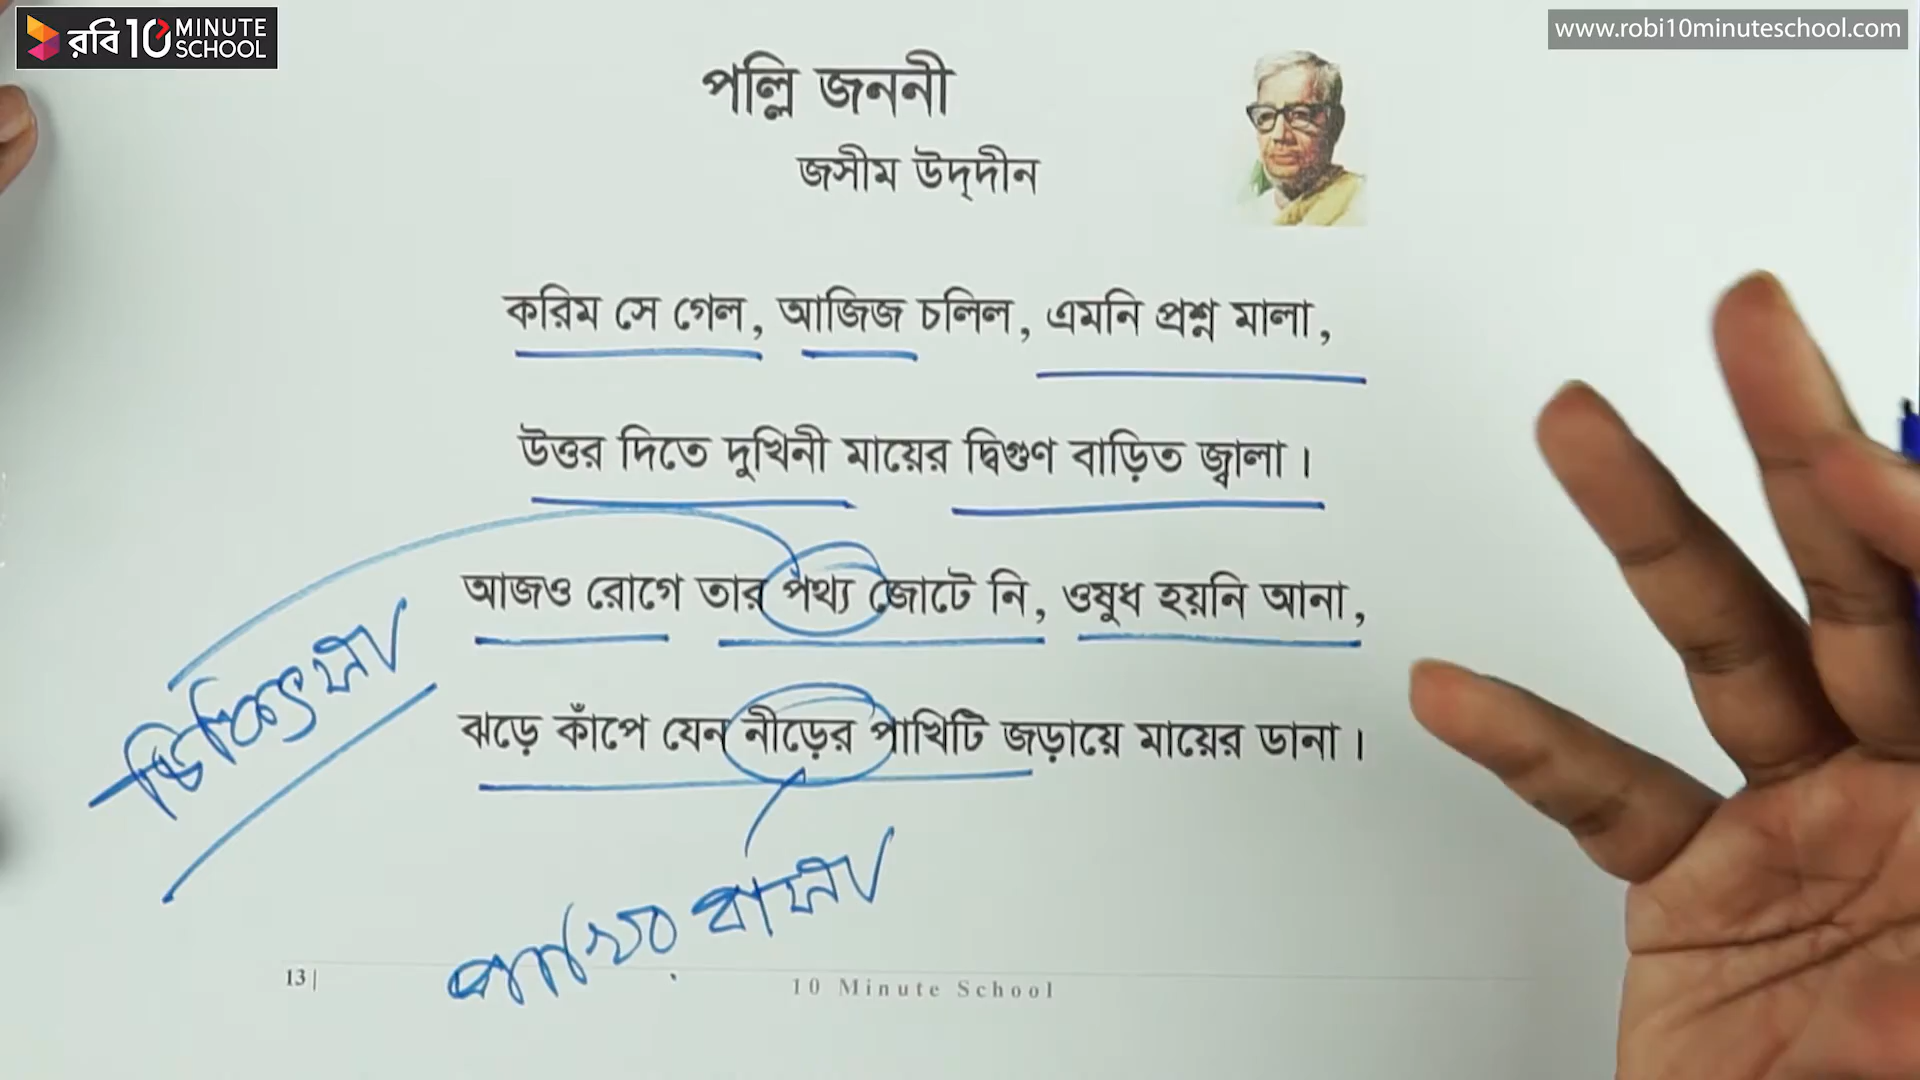 রবি 10 MINUTE SCHOOL
www.robi10minuteschool.com
পল্লি জননী
জসীম উদ্‌দীন
করিম সে গেল, আজিজ চলিল, এমনি প্রশ্ন মালা,
উত্তর দিতে দুখিনী মায়ের দ্বিগুণ বাড়িত জ্বালা।
আজও রোগে তার পথ্য জোটে নি, ওষুধ হয়নি আনা,
ঝড়ে কাঁপে যেন নীড়ের পাখিটি জড়ায়ে মায়ের ডানা।
চিকিৎসা
পাখির বাসা
13|
10 Minute School